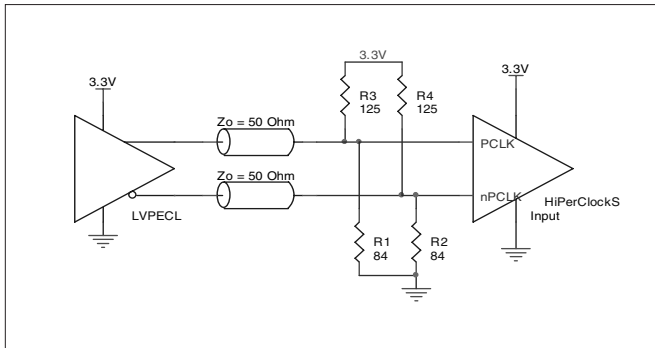 3.3V
3.3V
3.3V
R3
125
R4
125
Zo = 50 Ohm
PCLK
Zo = 50 Ohm
nPCLK
HiPerClockS
Input
LVPECL
R1
84
R2
84